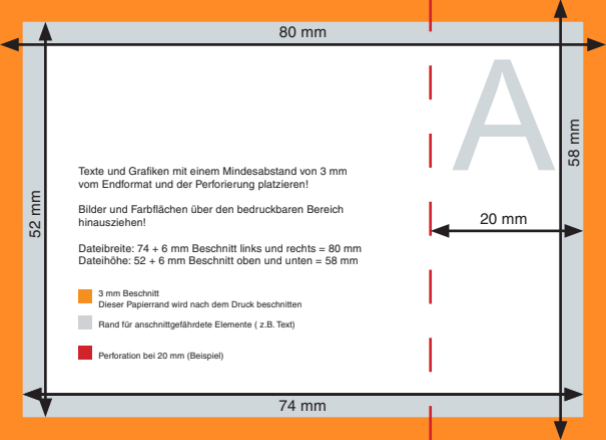 80 mm
A
58 mm
Texte und Grafiken mit einem Mindesabstand von 3 mm
vom Endformat und der Perforierung platzieren!
Bilder und Farbflächen über den bedruckbaren Bereich
hinausziehen!
52 mm
20 mm
Dateibreite: 74 + 6 mm Beschnitt links und rechts = 80 mm
Dateihöhe: 52 + 6 mm Beschnitt oben und unten = 58 mm
3 mm Beschnitt
Dieser Papierrand wird nach dem Druck beschnitten
Rand für anschnittgefährdete Elemente ( z.B. Text)
Perforation bei 20 mm (Beispiel)
74 mm